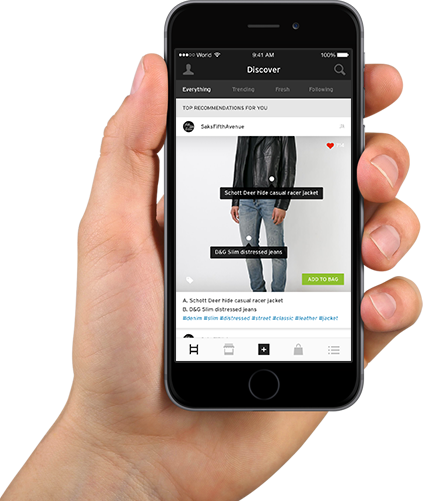 World
9:41 AM
100%
Discover
Everything
Trending
Fresh
Following
TOP RECOMMENDATIONS FOR YOU
SaksFifthAvenue
Schott Deer hide casual racer jacket
D&G Slim distressed jeans
ADD TO BAG
A. Schott Deer hide casual racer jacket
B. D&G Slim distressed jeans
#denim #slim #distressed #street #classic #leather #jacket